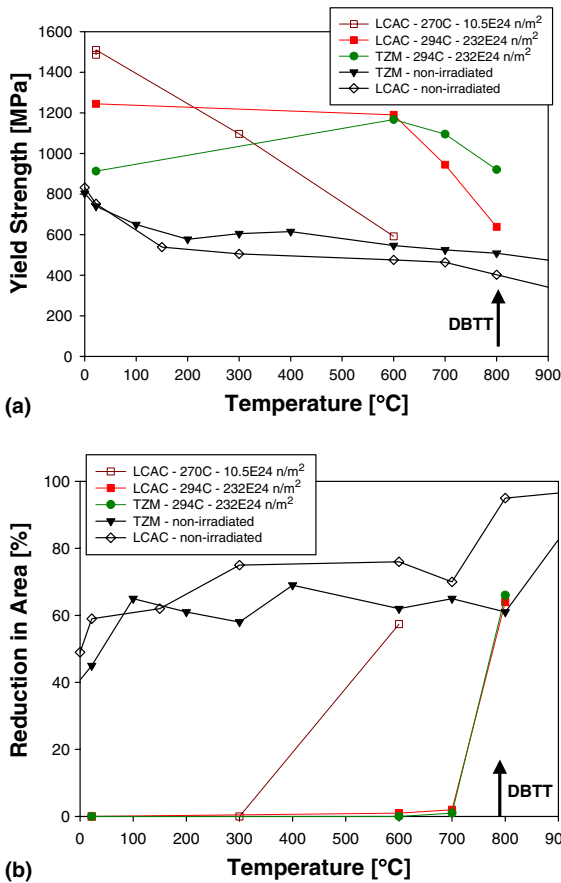 LCAC - 270C - 10.5E24 n/m²
LCAC - 294C - 232E24 n/m²
TZM - 294C - 232E24 n/m²
TZM - non-irradiated
LCAC - non-irradiated
Yield Strength [MPa]
1600
1400
1200
1000
800
600
400
200
0
DBTT
0 100 200 300 400 500 600 700 800 900
(a)
Temperature [°C]
LCAC - 270C - 10.5E24 n/m²
LCAC - 294C - 232E24 n/m²
TZM - 294C - 232E24 n/m²
TZM - non-irradiated
LCAC - non-irradiated
Reduction in Area [%]
100
80
60
40
20
0
DBTT
0 100 200 300 400 500 600 700 800 900
(b)
Temperature [°C]